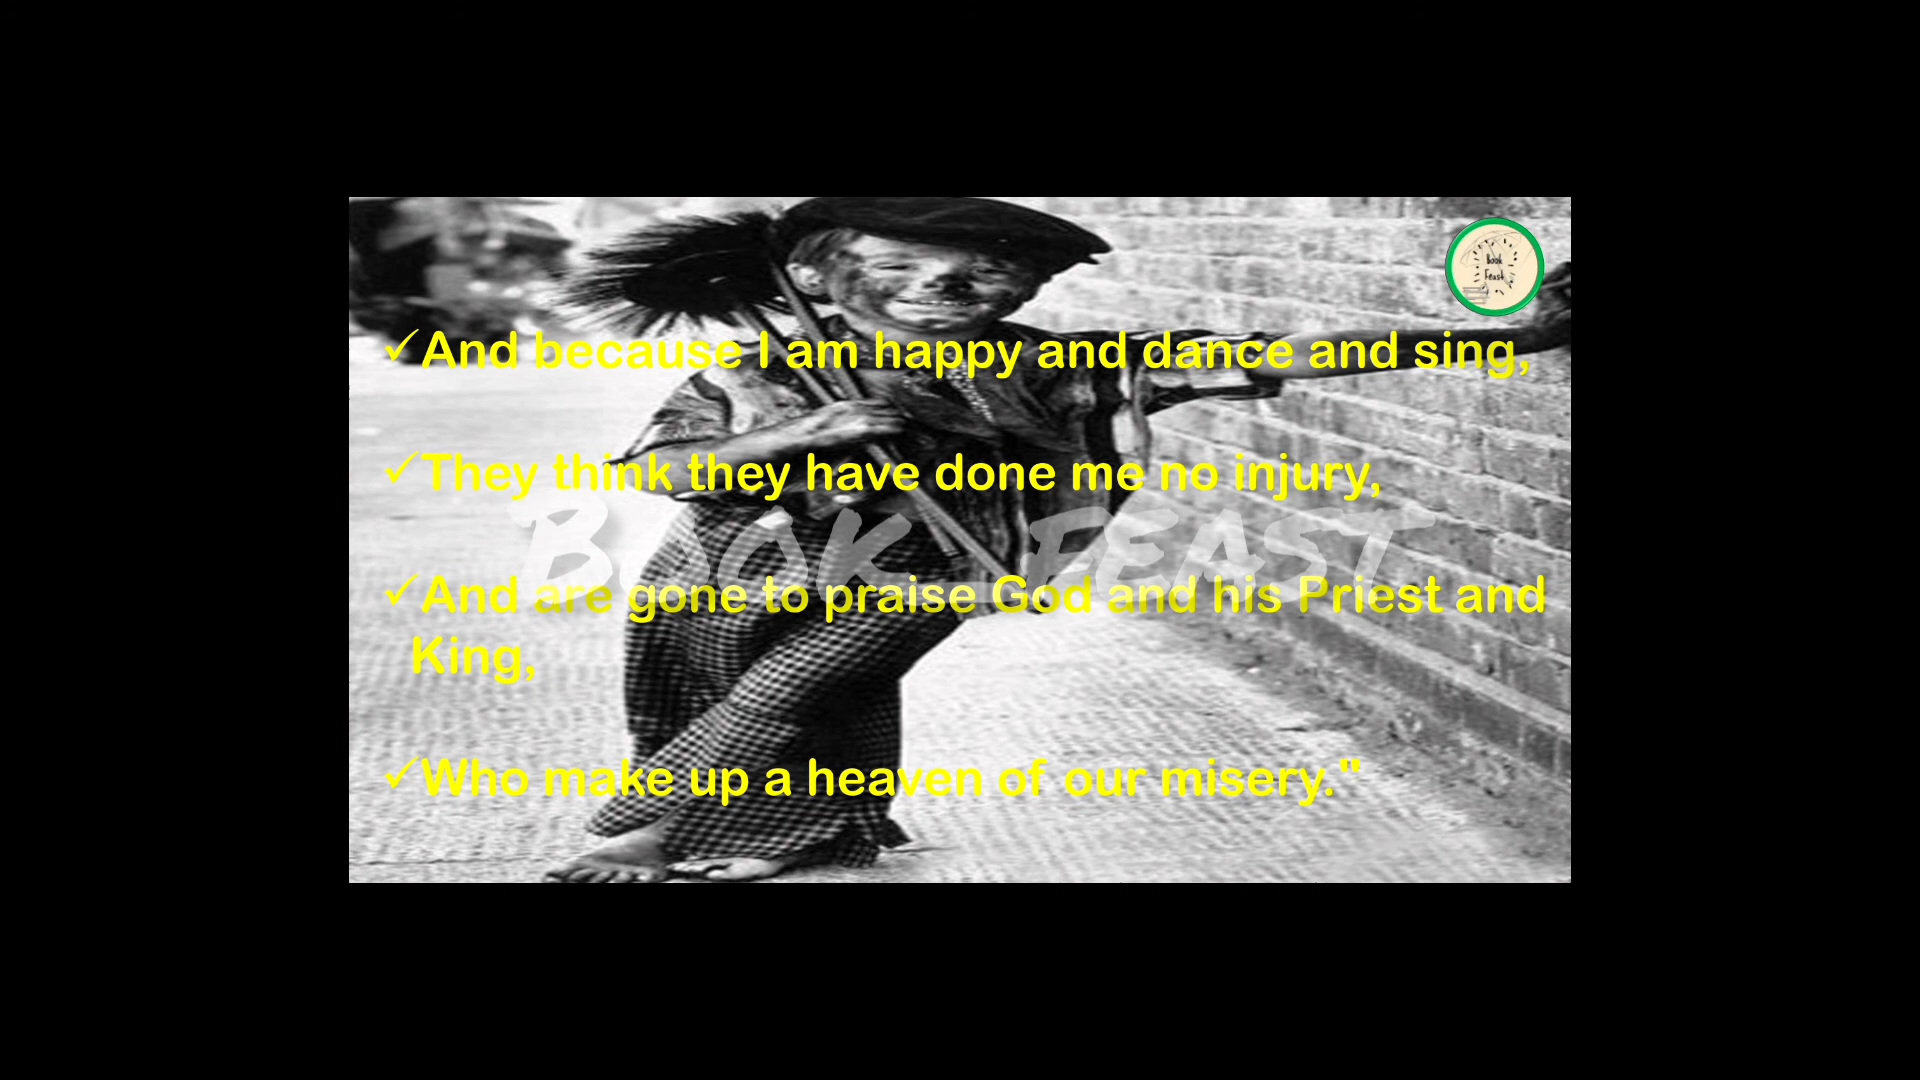 Book
Feast
✓And because I am happy and dance and sing,
✓They think they have done me no injury,
Book_feast
✓And are gone to praise God and his Priest and
King,
✓Who make up a heaven of our misery."